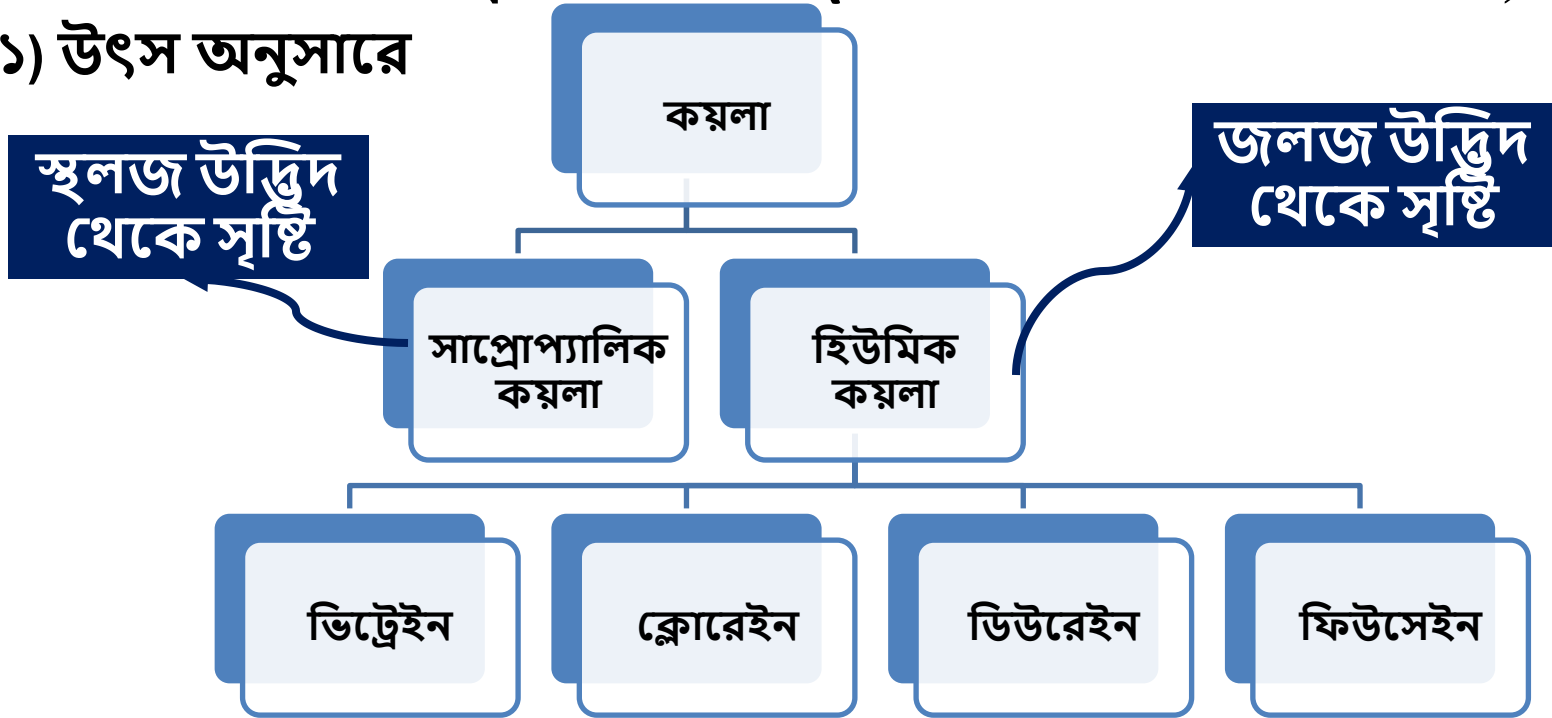 ১) উৎস অনুসারে
কয়লা
স্থলজ উদ্ভিদ
থেকে সৃষ্টি
জলজ উদ্ভিদ
থেকে সৃষ্টি
সাপ্রোপ্যালিক
কয়লা
হিউমিক
কয়লা
ভিট্রেইন
ক্লোরেইন
ডিউরেইন
ফিউসেইন